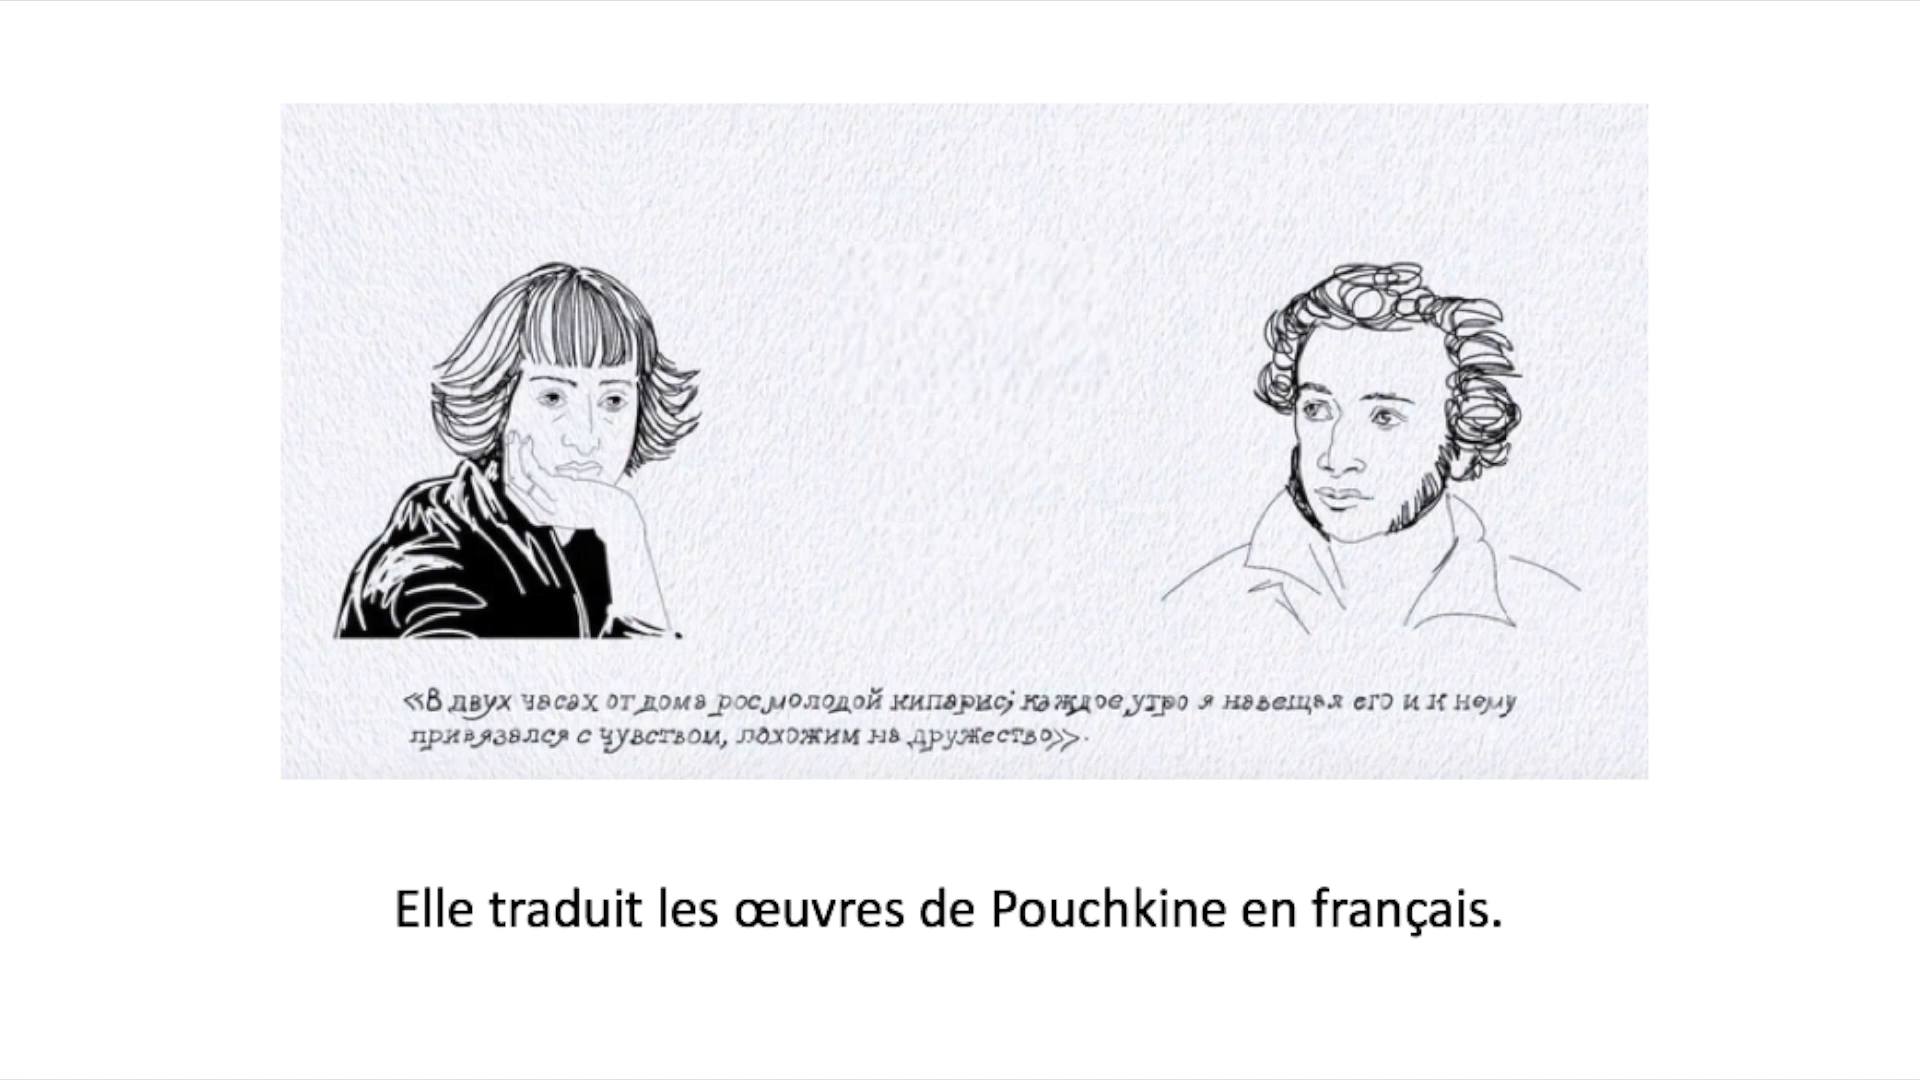 «В двух часах от дома рос молодой кипарис; каждое утро я навещал его и к нему
привязался с чувством, похожим на дружество».
Elle traduit les œuvres de Pouchkine en français.